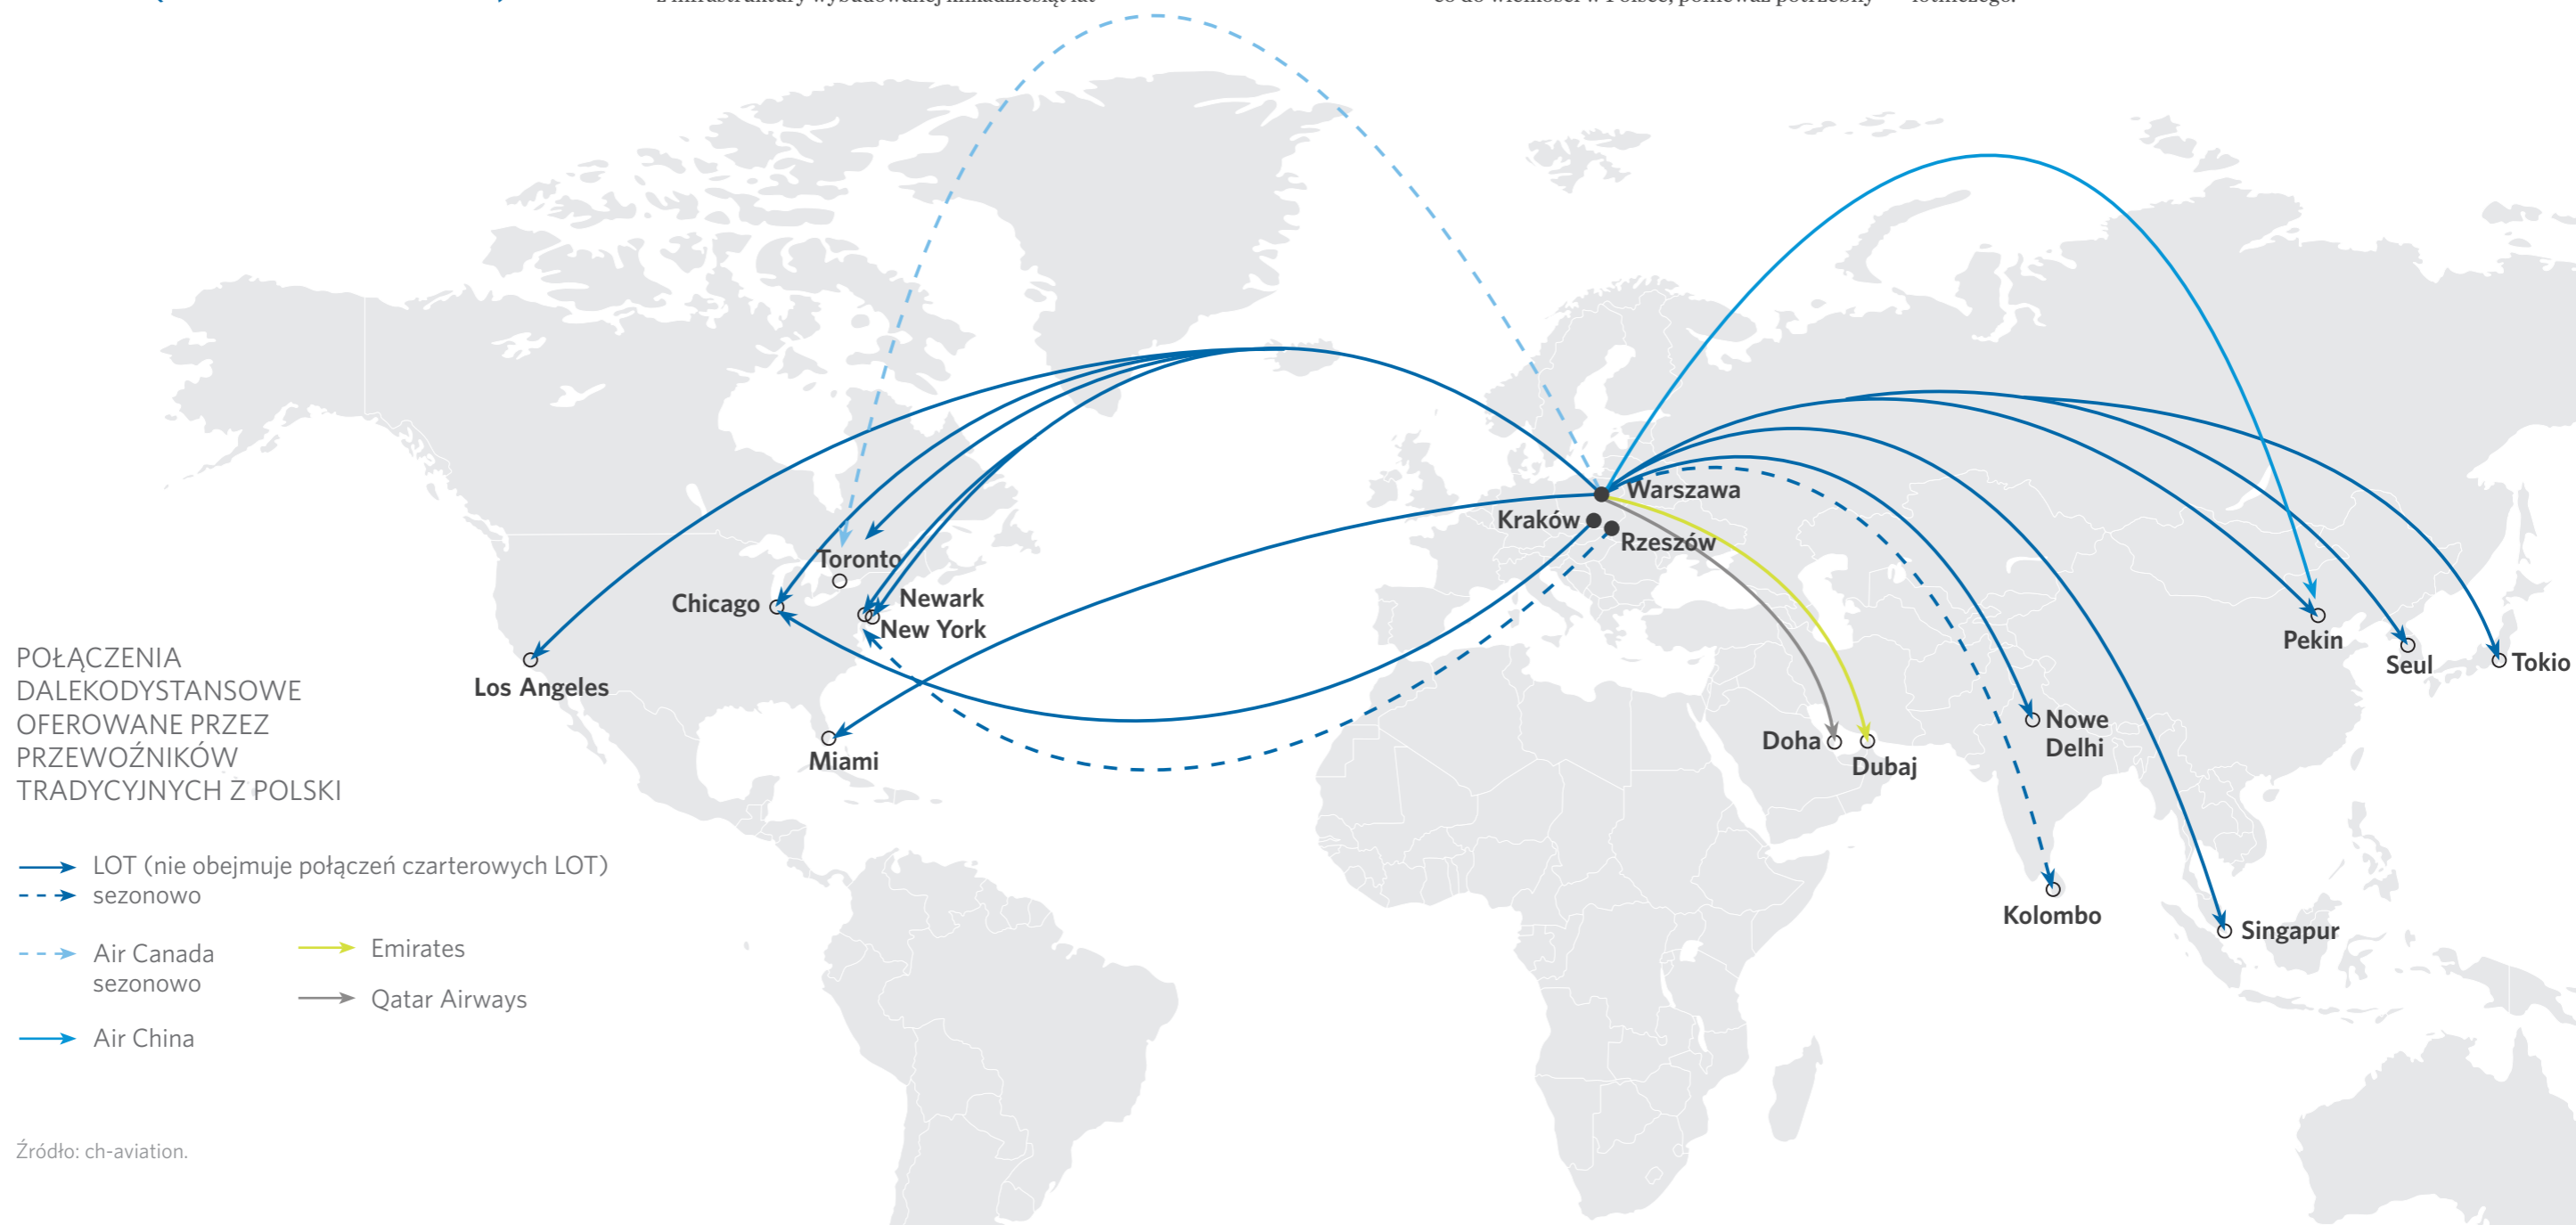 POŁĄCZENIA
DALEKODYSTANSOWE
OFEROWANE PRZEZ
PRZEWOŹNIKÓW
TRADYCYJNYCH Z POLSKI
LOT (nie obejmuje połączeń czarterowych LOT)
sezonowo
Air Canada
sezonowo
Air China
Emirates
Qatar Airways
Źródło: ch-aviation.
Los Angeles
Chicago
Toronto
Newark
New York
Miami
Warszawa
Kraków
Rzeszów
Doha
Dubaj
Nowe
Delhi
Kolombo
Singapur
Pekin
Seul
Tokio